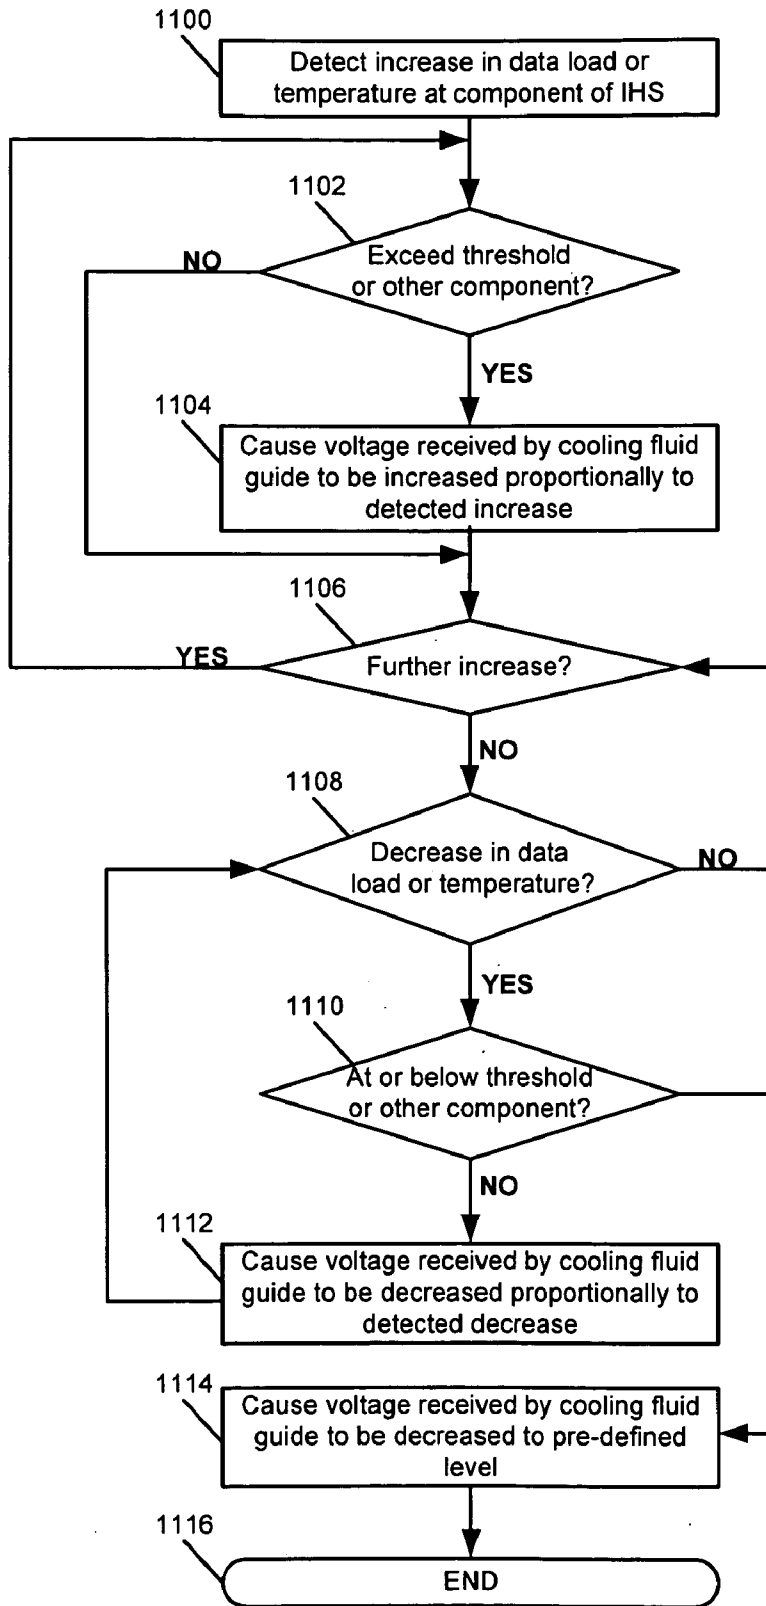 1100
Detect increase in data load or
temperature at component of IHS
1102
Exceed threshold
or other component?
NO
YES
1104
Cause voltage received by cooling fluid
guide to be increased proportionally to
detected increase
1106
Further increase?
YES
NO
1108
Decrease in data
load or temperature?
NO
YES
1110
At or below threshold
or other component?
NO
1112
Cause voltage received by cooling fluid
guide to be decreased proportionally to
detected decrease
1114
Cause voltage received by cooling fluid
guide to be decreased to pre-defined
level
1116
END